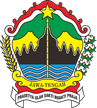 JAWA-TENGAH
PRASETYA ULAH SAKTI BHAKTI PRAJA